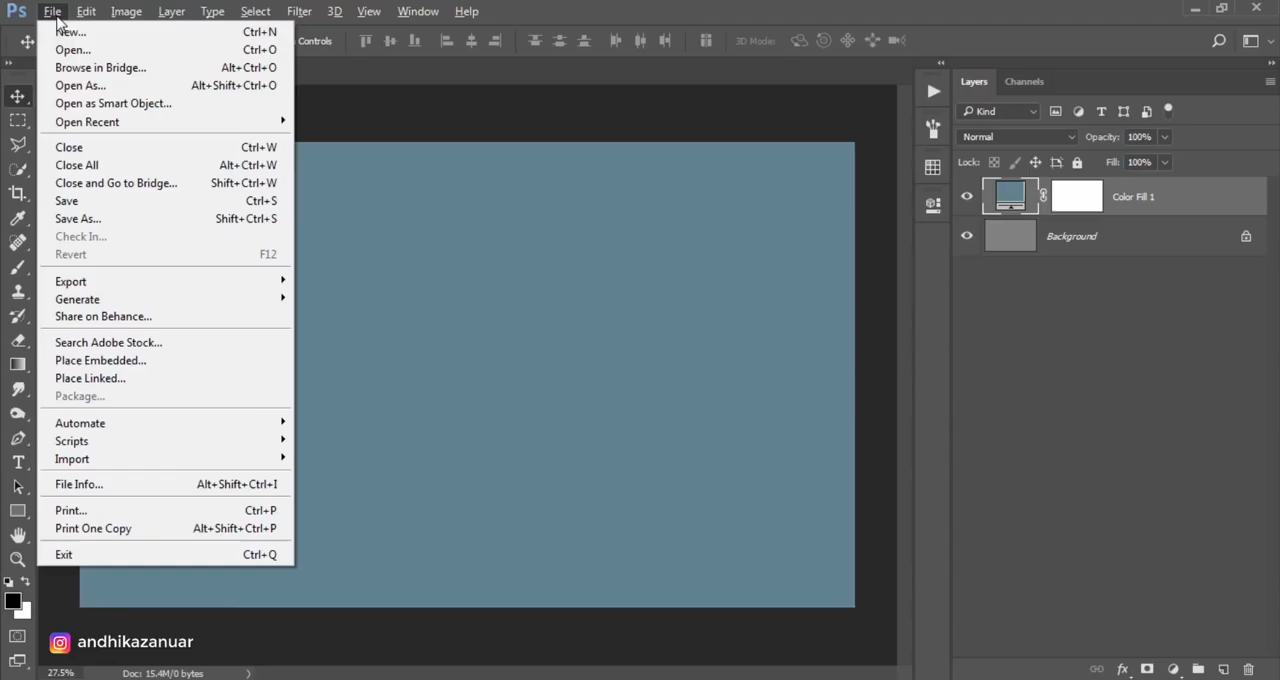 Ps File Edit Image Layer Type Select Filter 3D View Window Help
Controls 3D Mode:
New... Ctrl+N
Open... Ctrl+O
Browse in Bridge... Alt+Ctrl+O
Open As... Alt+Shift+Ctrl+O
Open as Smart Object...
Open Recent
Close Ctrl+W
Close All Alt+Ctrl+W
Close and Go to Bridge... Shift+Ctrl+W
Save Ctrl+S
Save As... Shift+Ctrl+S
Check In...
Revert F12
Export
Generate
Share on Behance...
Search Adobe Stock...
Place Embedded...
Place Linked...
Package...
Automate
Scripts
Import
File Info... Alt+Shift+Ctrl+I
Print... Ctrl+P
Print One Copy Alt+Shift+Ctrl+P
Exit Ctrl+Q
Layers Channels
Kind
Normal Opacity: 100%
Lock: Fill: 100%
Color Fill 1
Background
andhikazanuar
27.5% Doc: 15.4M/0 bytes